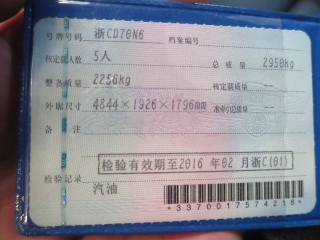 号牌号码 浙CD70N6 档案编号
核定载人数 5人 总质量 2950kg
整备质量 2250kg 核定载质量 --
外廓尺寸 4844×1926×1796mm 准牵引总质量 --
备注
检验有效期至2016年02月浙C(01)
检验记录
汽油
*3370017574218*